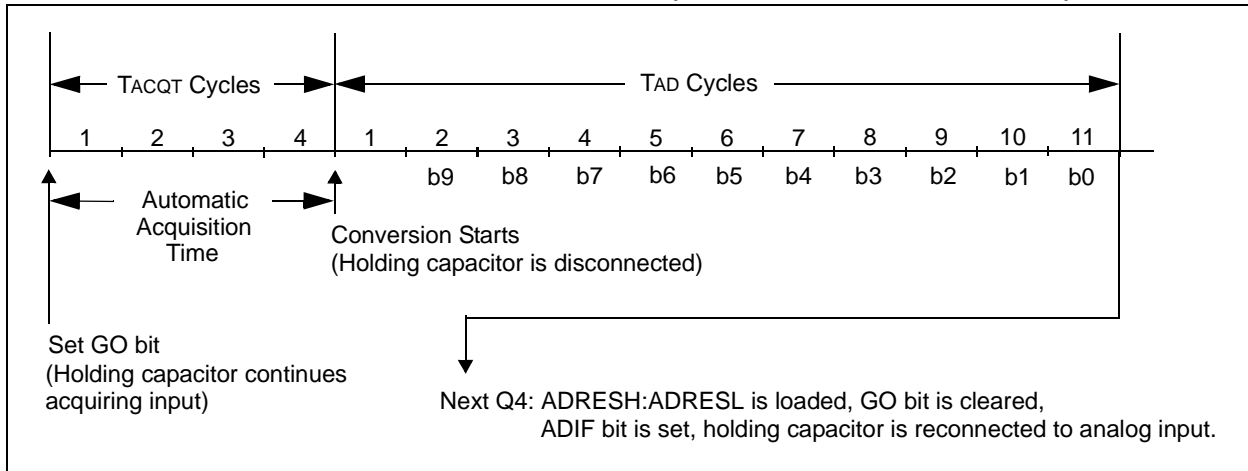 TACQT Cycles
TAD Cycles
1 2 3 4 1 2 3 4 5 6 7 8 9 10 11
b9 b8 b7 b6 b5 b4 b3 b2 b1 b0
Automatic
Acquisition
Time
Conversion Starts
(Holding capacitor is disconnected)
Set GO bit
(Holding capacitor continues
acquiring input)
Next Q4: ADRESH:ADRESL is loaded, GO bit is cleared,
ADIF bit is set, holding capacitor is reconnected to analog input.